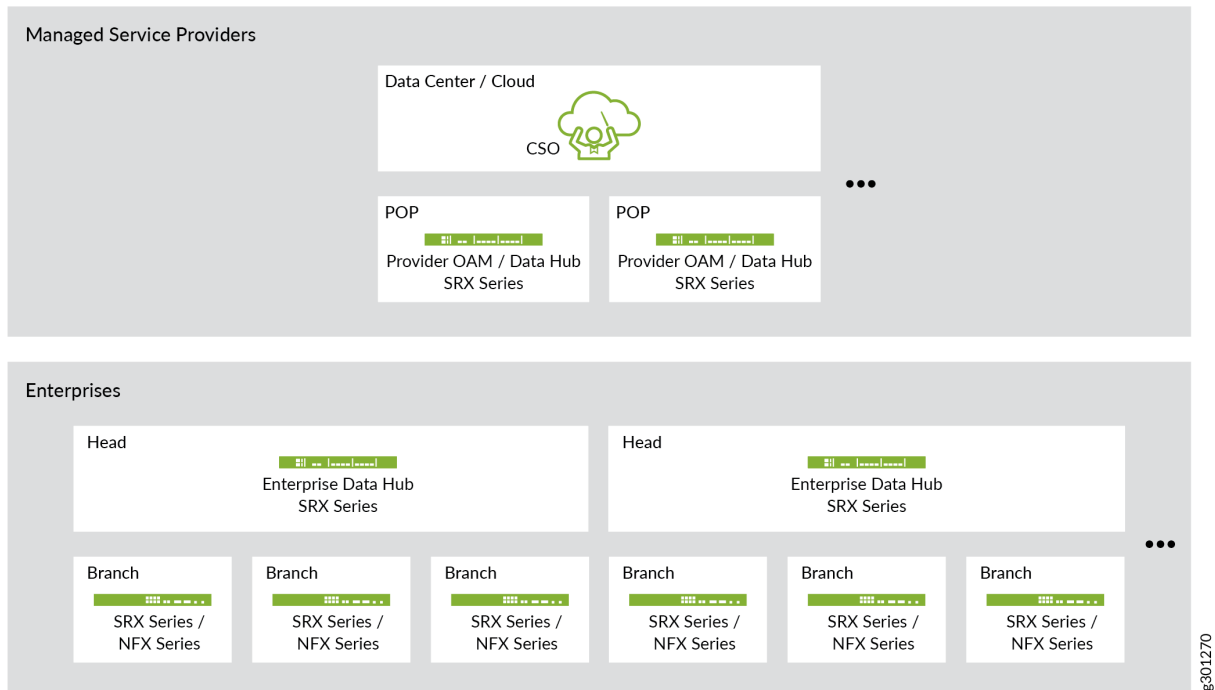 Managed Service Providers
Data Center / Cloud
CSO
•••
POP
Provider OAM / Data Hub
SRX Series
POP
Provider OAM / Data Hub
SRX Series
Enterprises
Head
Enterprise Data Hub
SRX Series
Head
Enterprise Data Hub
SRX Series
•••
Branch
SRX Series /
NFX Series
Branch
SRX Series /
NFX Series
Branch
SRX Series /
NFX Series
Branch
SRX Series /
NFX Series
Branch
SRX Series /
NFX Series
Branch
SRX Series /
NFX Series
g301270